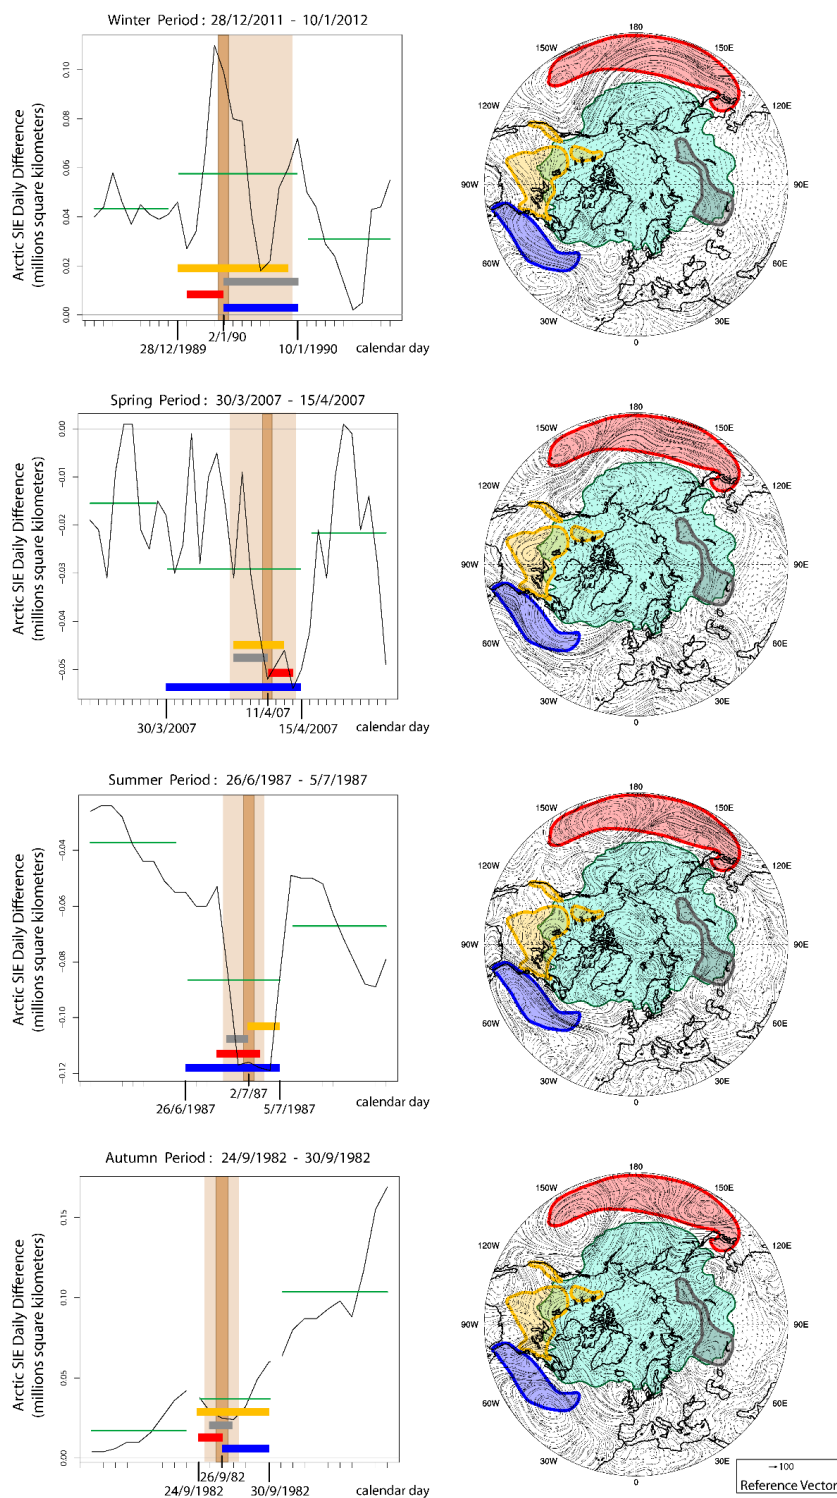 Winter Period : 28/12/2011 - 10/1/2012
Arctic SIE Daily Difference
(millions square kilometers)
0.10
0.08
0.06
0.04
0.02
0.00
2/1/90
28/12/1989
10/1/1990
calendar day
180
150W
150E
120W
120E
90W
90E
60W
60E
30W
30E
0
Spring Period : 30/3/2007 - 15/4/2007
Arctic SIE Daily Difference
(millions square kilometers)
0.00
-0.01
-0.02
-0.03
-0.04
-0.05
11/4/07
30/3/2007
15/4/2007
calendar day
180
150W
150E
120W
120E
90W
90E
60W
60E
30W
30E
0
Summer Period : 26/6/1987 - 5/7/1987
Arctic SIE Daily Difference
(millions square kilometers)
-0.04
-0.06
-0.08
-0.10
-0.12
2/7/87
26/6/1987
5/7/1987
calendar day
180
150W
150E
120W
120E
90W
90E
60W
60E
30W
30E
0
Autumn Period : 24/9/1982 - 30/9/1982
Arctic SIE Daily Difference
(millions square kilometers)
0.15
0.10
0.05
0.00
26/9/82
24/9/1982
30/9/1982
calendar day
180
150W
150E
120W
120E
90W
90E
60W
60E
30W
30E
0
→100
Reference Vector